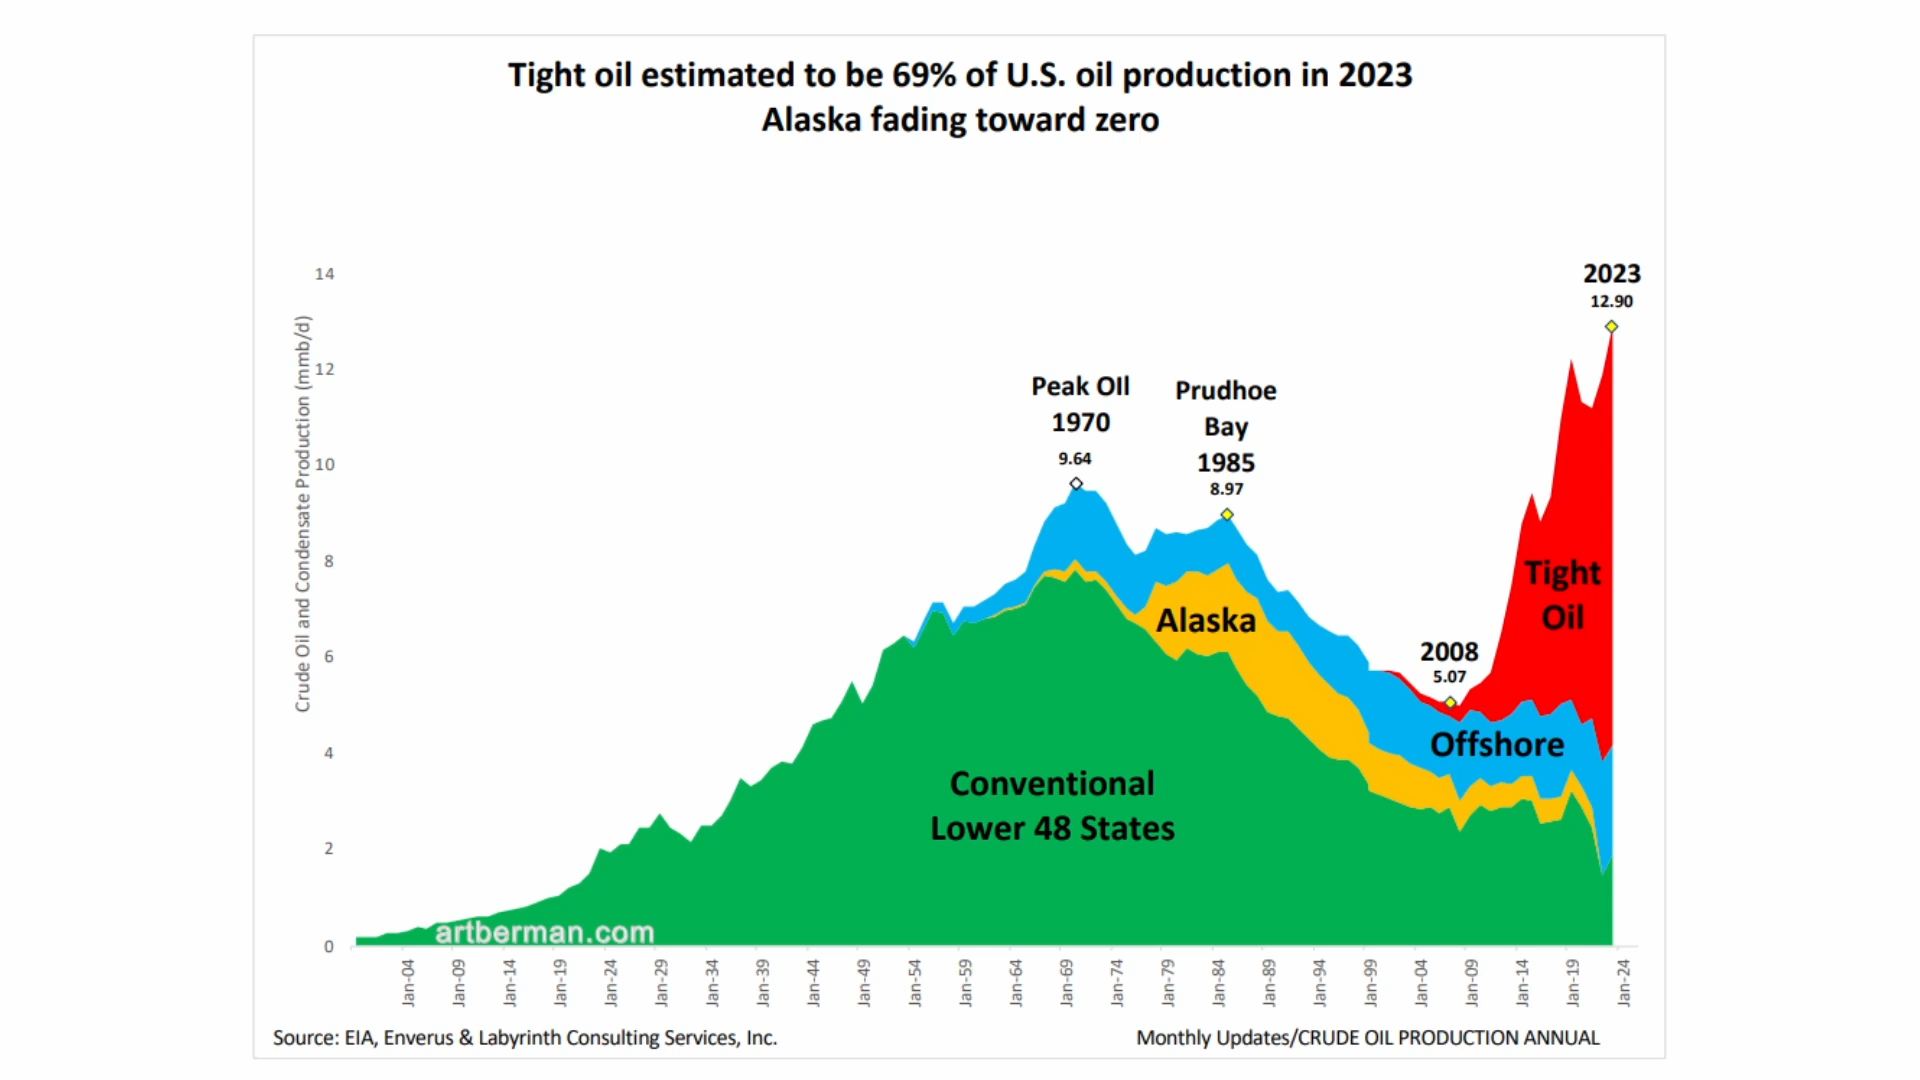 Tight oil estimated to be 69% of U.S. oil production in 2023
Alaska fading toward zero
Crude Oil and Condensate Production (mmb/d)
14
12
10
8
6
4
2
0
Peak OIl
1970
9.64
Prudhoe
Bay
1985
8.97
2008
5.07
2023
12.90
Tight
Oil
Alaska
Offshore
Conventional
Lower 48 States
artberman.com
Jan-04
Jan-09
Jan-14
Jan-19
Jan-24
Jan-29
Jan-34
Jan-39
Jan-44
Jan-49
Jan-54
Jan-59
Jan-64
Jan-69
Jan-74
Jan-79
Jan-84
Jan-89
Jan-94
Jan-99
Jan-04
Jan-09
Jan-14
Jan-19
Jan-24
Source: EIA, Enverus & Labyrinth Consulting Services, Inc.
Monthly Updates/CRUDE OIL PRODUCTION ANNUAL